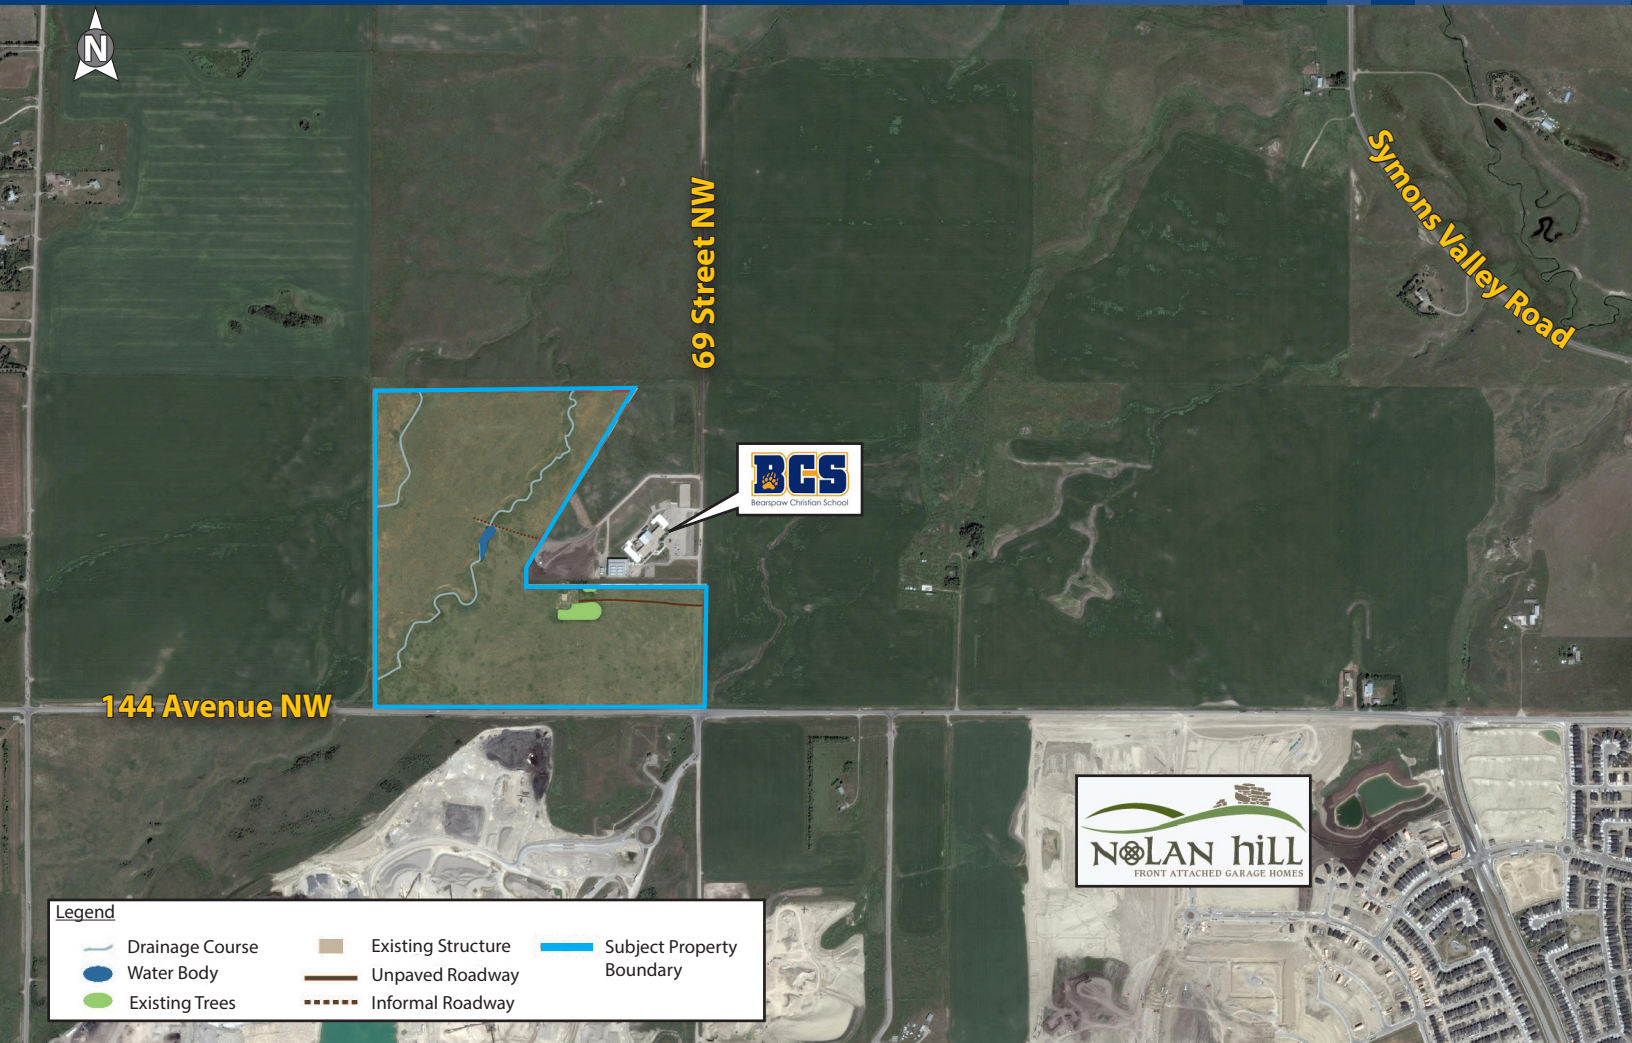 N
69 Street NW
Symons Valley Road
BCS
Bearspaw Christian School
144 Avenue NW
NOLAN hiLL
FRONT ATTACHED GARAGE HOMES
Legend
Drainage Course
Water Body
Existing Trees
Existing Structure
Unpaved Roadway
Informal Roadway
Subject Property
Boundary